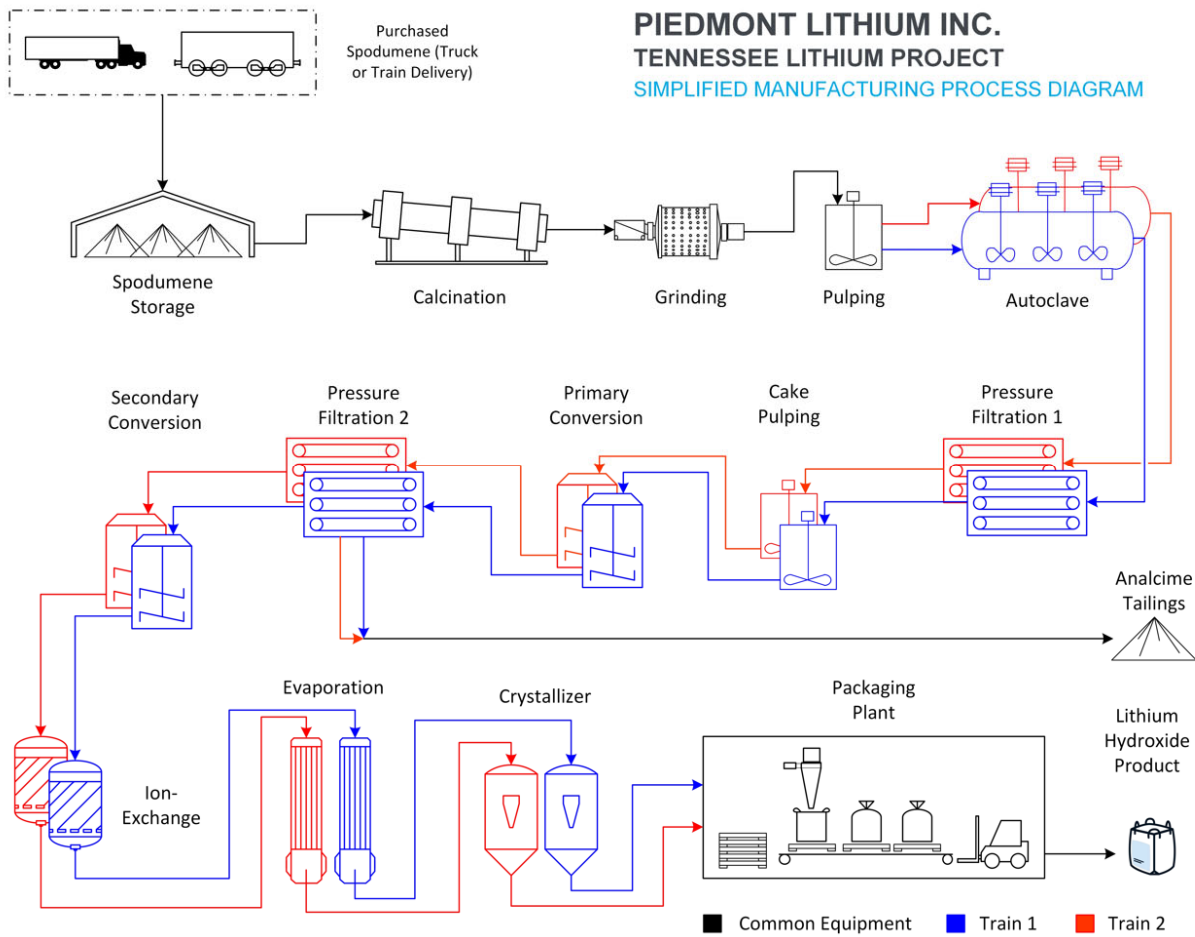 Purchased
Spodumene (Truck
or Train Delivery)
PIEDMONT LITHIUM INC.
TENNESSEE LITHIUM PROJECT
SIMPLIFIED MANUFACTURING PROCESS DIAGRAM
Spodumene
Storage
Calcination
Grinding
Pulping
Autoclave
Secondary
Conversion
Pressure
Filtration 2
Primary
Conversion
Cake
Pulping
Pressure
Filtration 1
Analcime
Tailings
Evaporation
Crystallizer
Packaging
Plant
Lithium
Hydroxide
Product
Ion-
Exchange
Common Equipment
Train 1
Train 2